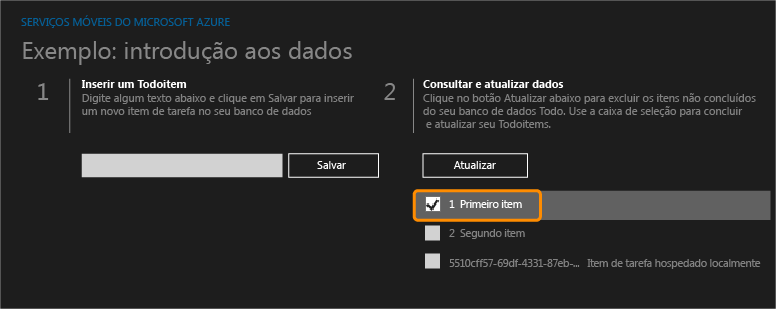 SERVIÇOS MÓVEIS DO MICROSOFT AZURE
Exemplo: introdução aos dados
1
Inserir um Todoitem
Digite algum texto abaixo e clique em Salvar para inserir
um novo item de tarefa no seu banco de dados
Salvar
2
Consultar e atualizar dados
Clique no botão Atualizar abaixo para excluir os itens não concluídos
do seu banco de dados Todo. Use a caixa de seleção para concluir
e atualizar seu Todoitems.
Atualizar
1 Primeiro item
2 Segundo item
5510cff57-69df-4331-87eb-... Item de tarefa hospedado localmente